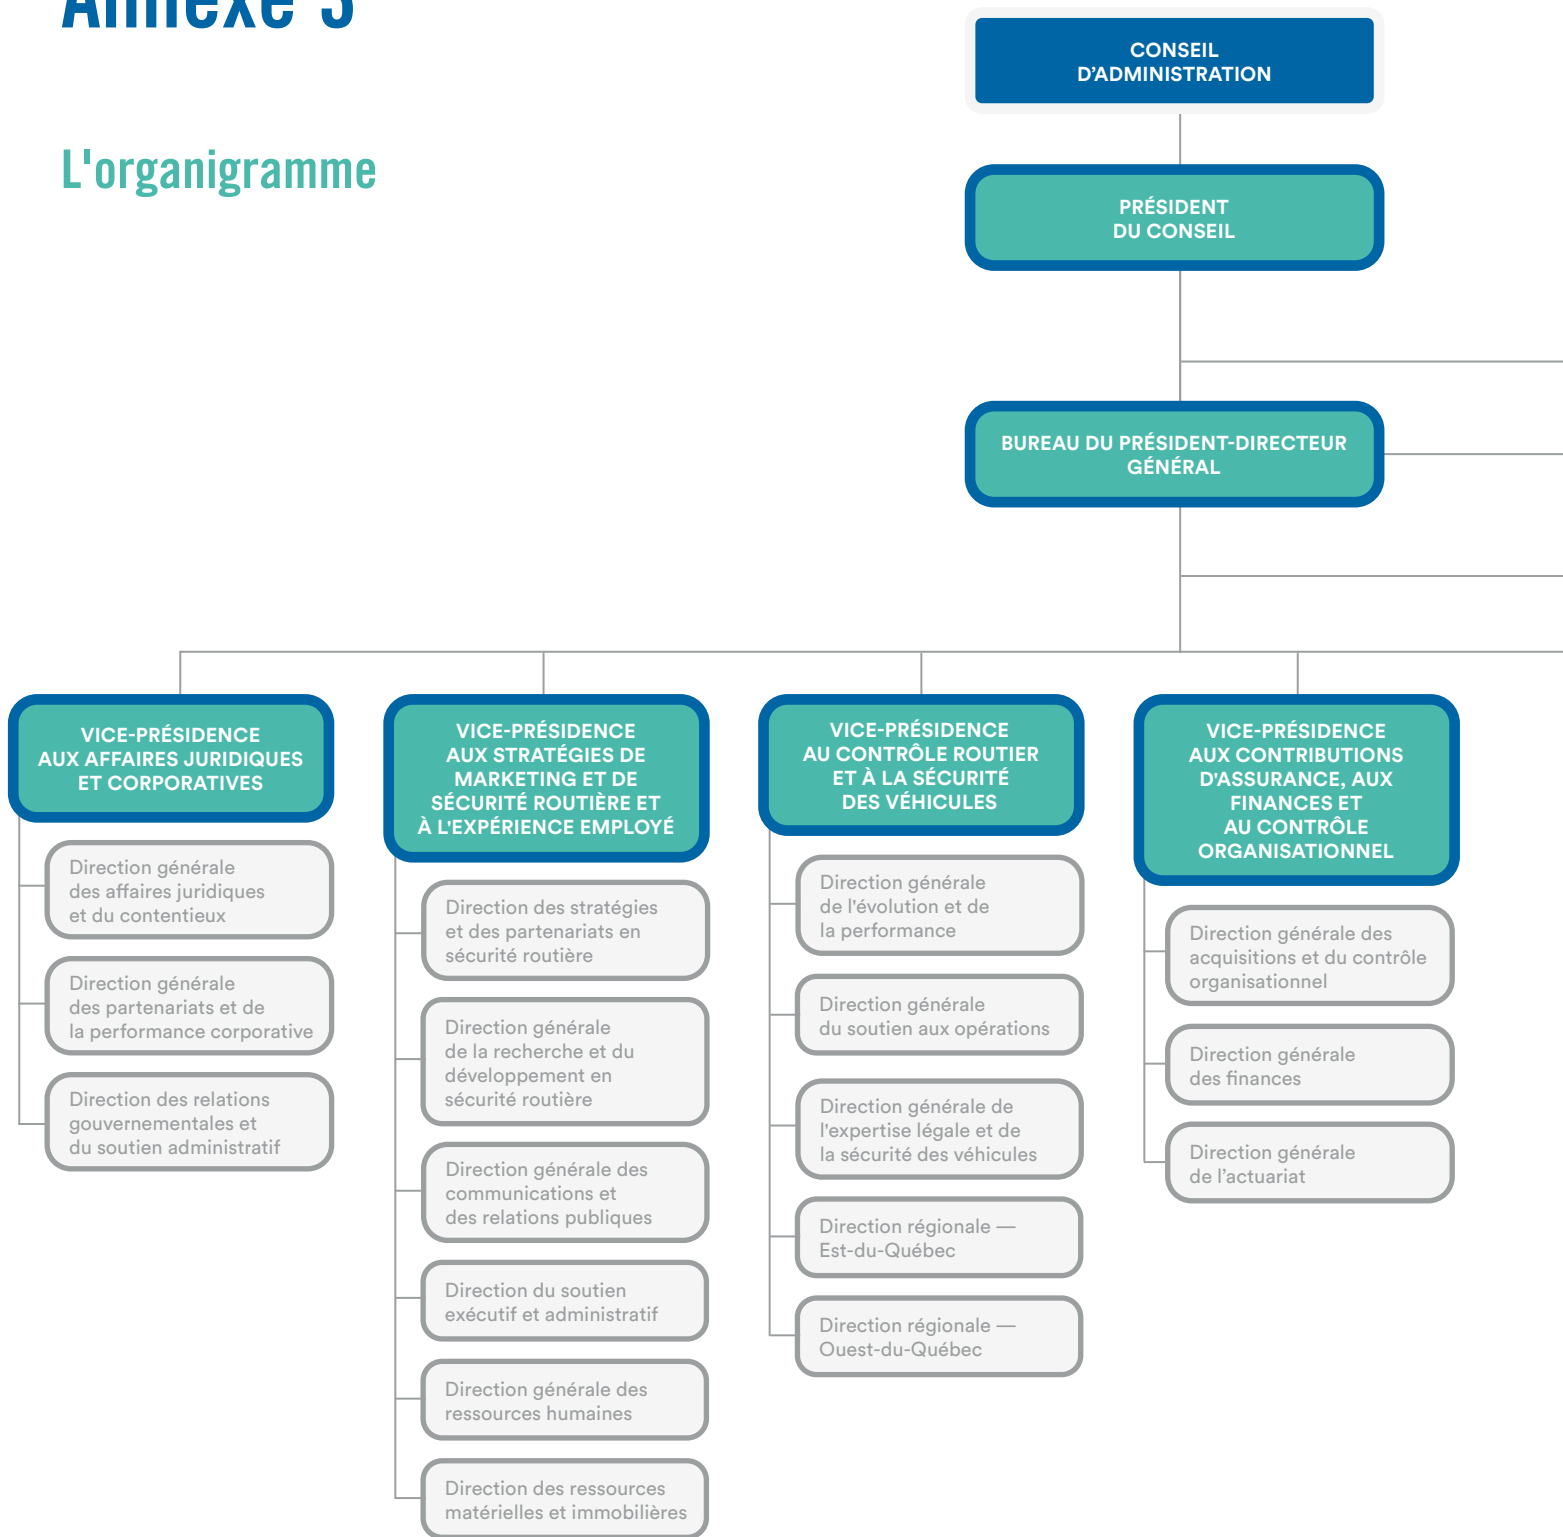 Annexe 3
L'organigramme
CONSEIL
D'ADMINISTRATION
PRÉSIDENT
DU CONSEIL
BUREAU DU PRÉSIDENT-DIRECTEUR
GÉNÉRAL
VICE-PRÉSIDENCE
AUX AFFAIRES JURIDIQUES
ET CORPORATIVES
Direction générale
des affaires juridiques
et du contentieux
Direction générale
des partenariats et de
la performance corporative
Direction des relations
gouvernementales et
du soutien administratif
VICE-PRÉSIDENCE
AUX STRATÉGIES DE
MARKETING ET DE
SÉCURITÉ ROUTIÈRE ET
À L'EXPÉRIENCE EMPLOYÉ
Direction des stratégies
et des partenariats en
sécurité routière
Direction générale
de la recherche et du
développement en
sécurité routière
Direction générale des
communications et
des relations publiques
Direction du soutien
exécutif et administratif
Direction générale des
ressources humaines
Direction des ressources
matérielles et immobilières
VICE-PRÉSIDENCE
AU CONTRÔLE ROUTIER
ET À LA SÉCURITÉ
DES VÉHICULES
Direction générale
de l'évolution et de
la performance
Direction générale
du soutien aux opérations
Direction générale de
l'expertise légale et de
la sécurité des véhicules
Direction régionale —
Est-du-Québec
Direction régionale —
Ouest-du-Québec
VICE-PRÉSIDENCE
AUX CONTRIBUTIONS
D'ASSURANCE, AUX
FINANCES ET
AU CONTRÔLE
ORGANISATIONNEL
Direction générale des
acquisitions et du contrôle
organisationnel
Direction générale
des finances
Direction générale
de l’actuariat